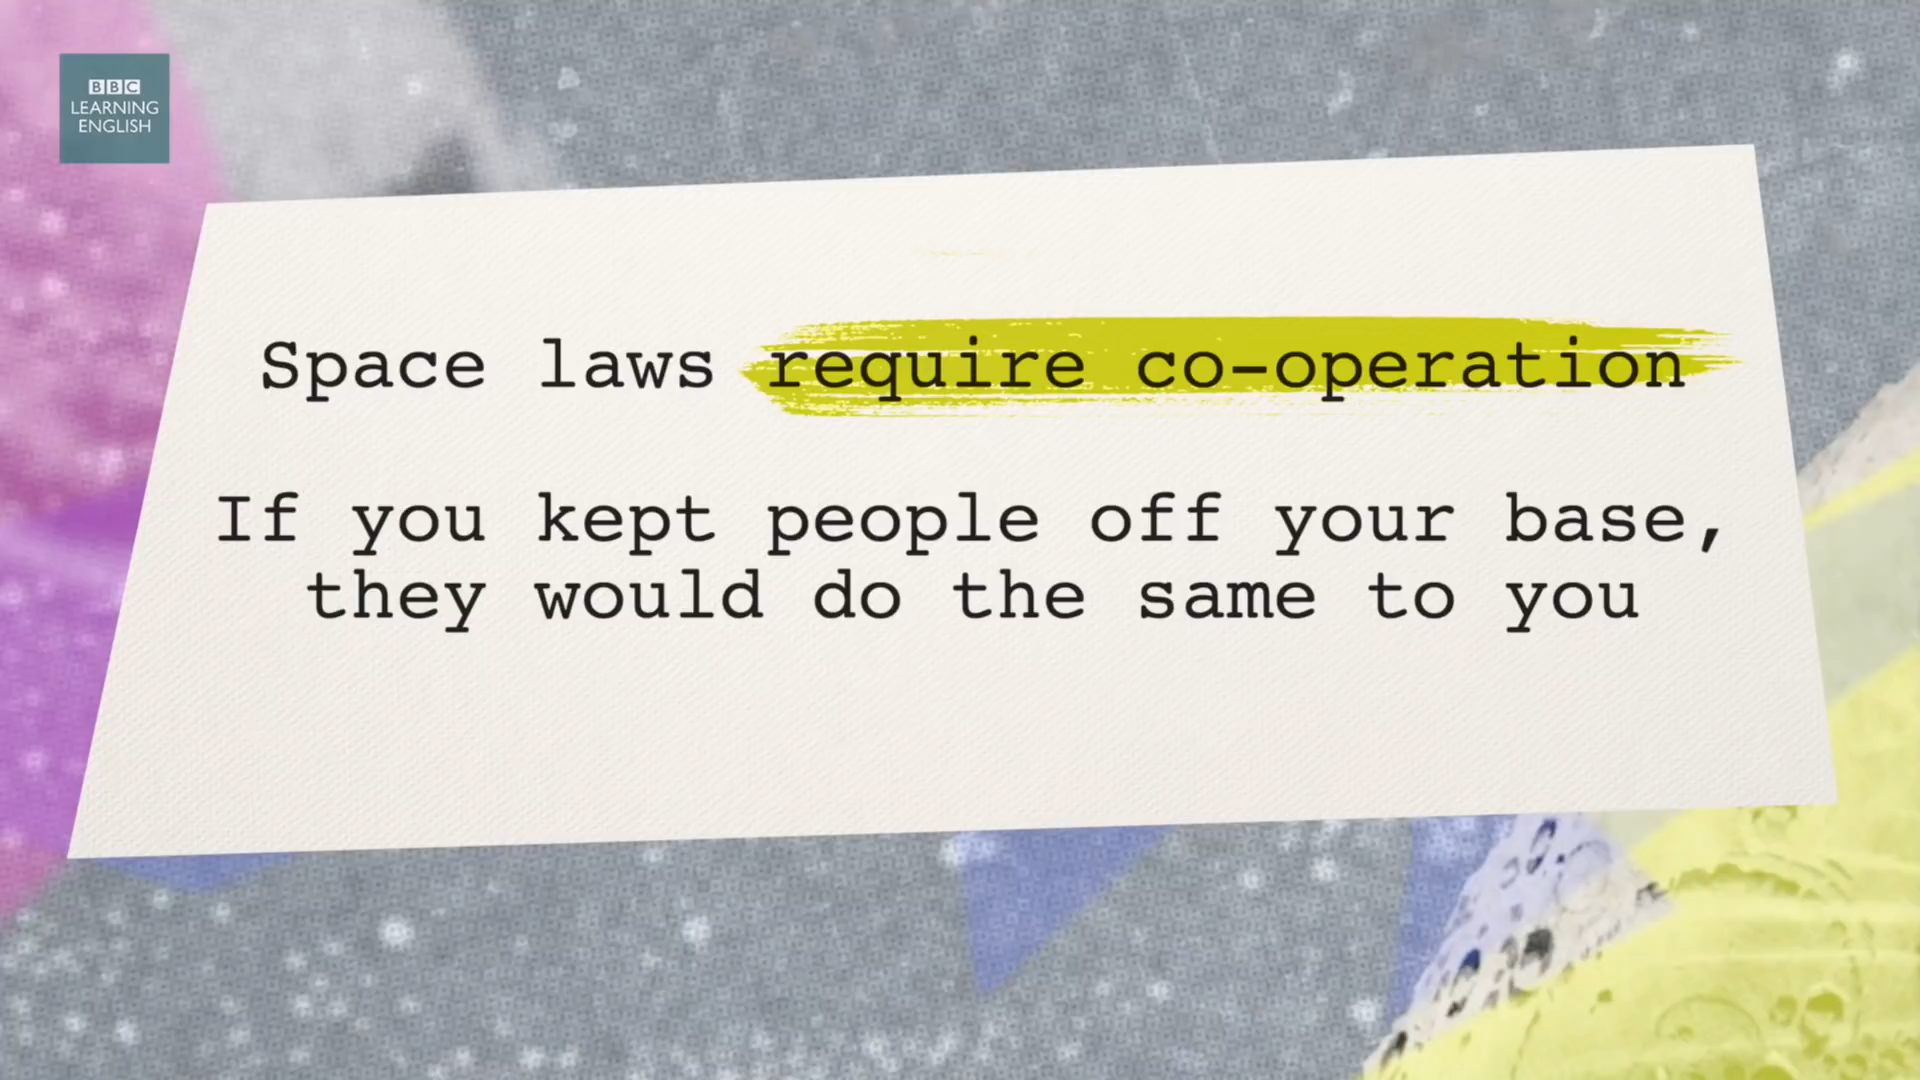 BBC
LEARNING
ENGLISH
Space laws require co-operation
If you kept people off your base,
they would do the same to you